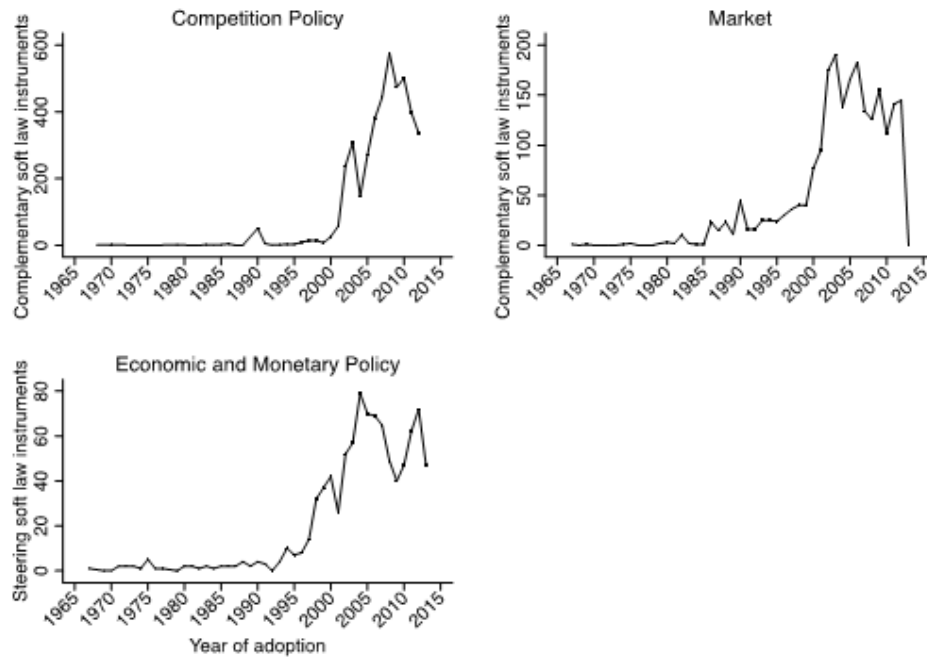 Competition Policy
Complementary soft law instruments
600
400
200
0
1965 1970 1975 1980 1985 1990 1995 2000 2005 2010 2015
Market
Complementary soft law instruments
200
150
100
50
0
1965 1970 1975 1980 1985 1990 1995 2000 2005 2010 2015
Economic and Monetary Policy
Steering soft law instruments
80
60
40
20
0
1965 1970 1975 1980 1985 1990 1995 2000 2005 2010 2015
Year of adoption